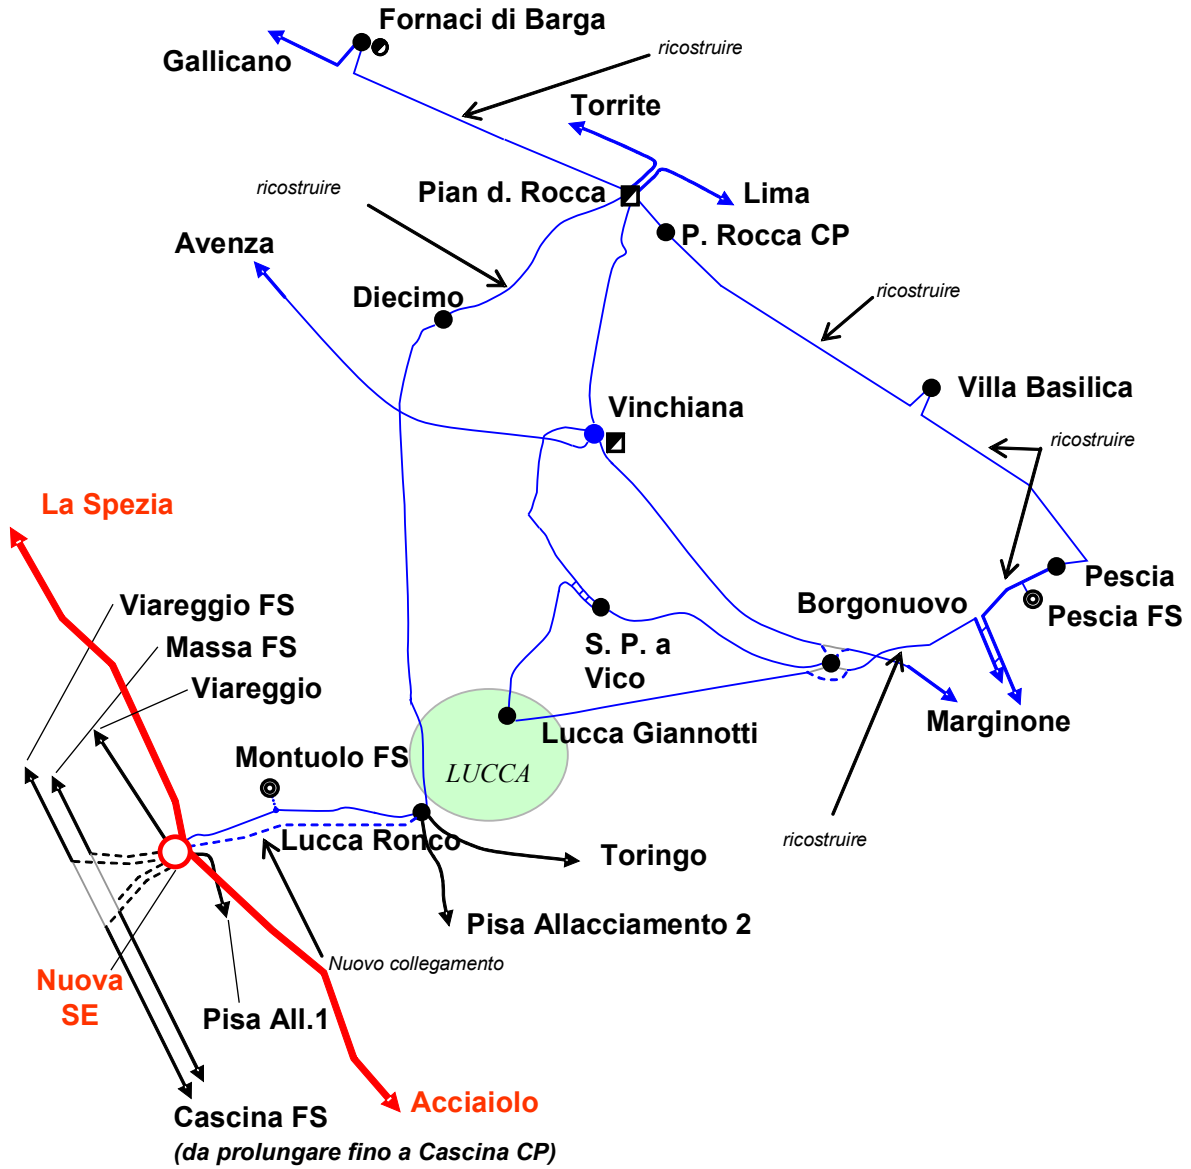 Fornaci di Barga
Gallicano
ricostruire
Torrite
ricostruire
Pian d. Rocca
Lima
Avenza
P. Rocca CP
Diecimo
ricostruire
Villa Basilica
Vinchiana
ricostruire
La Spezia
Pescia
Viareggio FS
Borgonuovo
Pescia FS
Massa FS
S. P. a
Vico
Viareggio
Marginone
Lucca Giannotti
Montuolo FS
LUCCA
Lucca Ronco
ricostruire
Toringo
Pisa Allacciamento 2
Nuovo collegamento
Nuova
SE
Pisa All.1
Acciaiolo
Cascina FS
(da prolungare fino a Cascina CP)